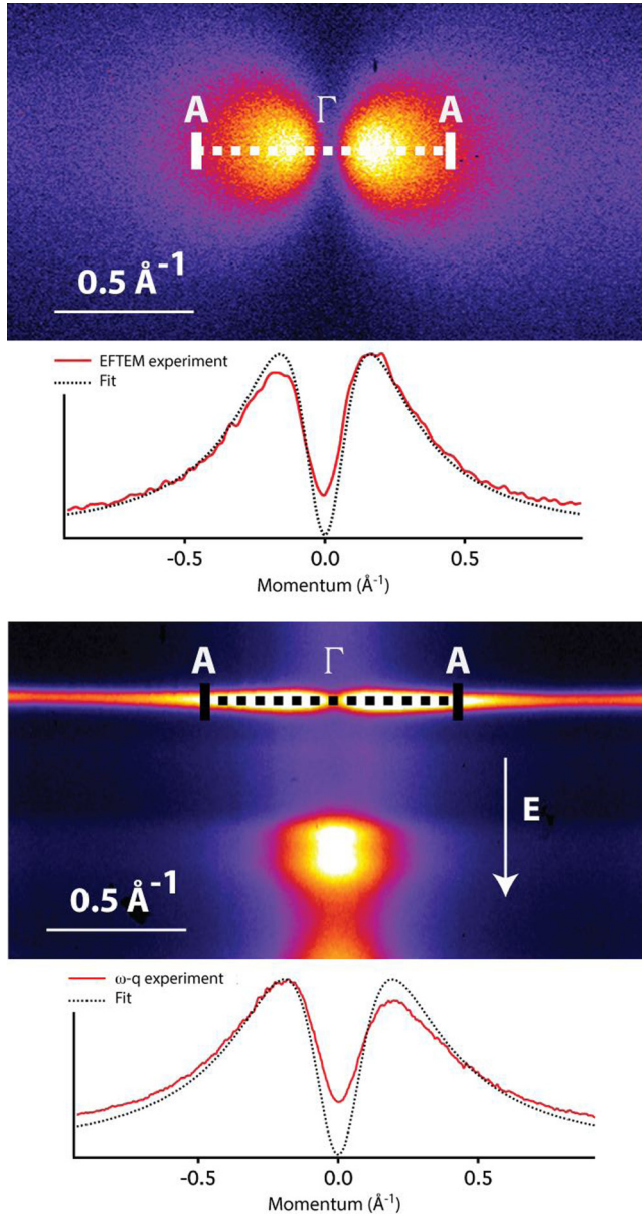 A Γ A
0.5 Å-1
EFTEM experiment
Fit
-0.5 0.0 0.5
Momentum (Å-1)
A Γ A
E
0.5 Å-1
ω-q experiment
Fit
-0.5 0.0 0.5
Momentum (Å-1)